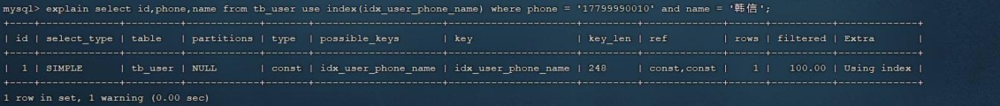 mysql> explain select id,phone,name from tb_user use index(idx_user_phone_name) where phone = '17799990010' and name = '韩信';
+----+-------------+---------+------------+-------+---------------------+---------------------+---------+-------------+------+----------+-------------+
| id | select_type | table   | partitions | type  | possible_keys       | key                 | key_len | ref         | rows | filtered | Extra       |
+----+-------------+---------+------------+-------+---------------------+---------------------+---------+-------------+------+----------+-------------+
|  1 | SIMPLE      | tb_user | NULL       | const | idx_user_phone_name | idx_user_phone_name | 248     | const,const |    1 |   100.00 | Using index |
+----+-------------+---------+------------+-------+---------------------+---------------------+---------+-------------+------+----------+-------------+
1 row in set, 1 warning (0.00 sec)